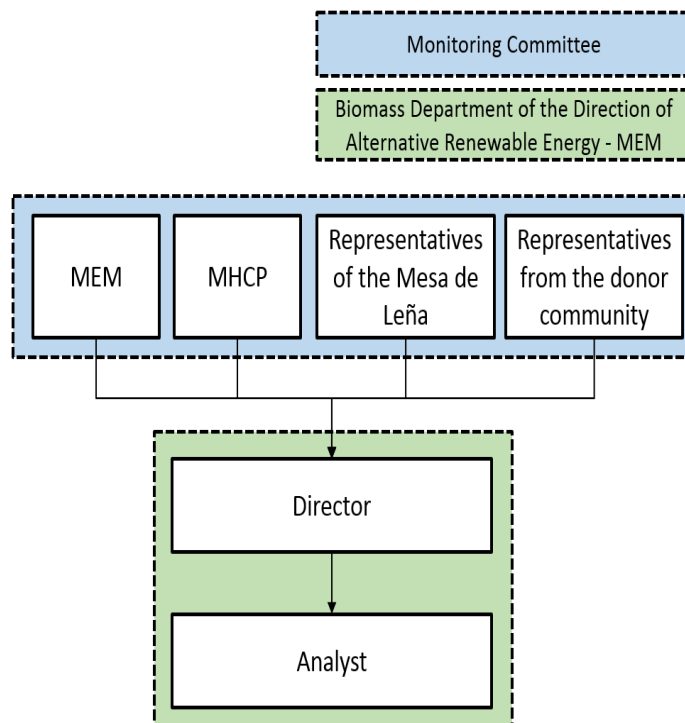 Monitoring Committee
Biomass Department of the Direction of
Alternative Renewable Energy - MEM
MEM
MHCP
Representatives
of the Mesa de
Leña
Representatives
from the donor
community
Director
Analyst